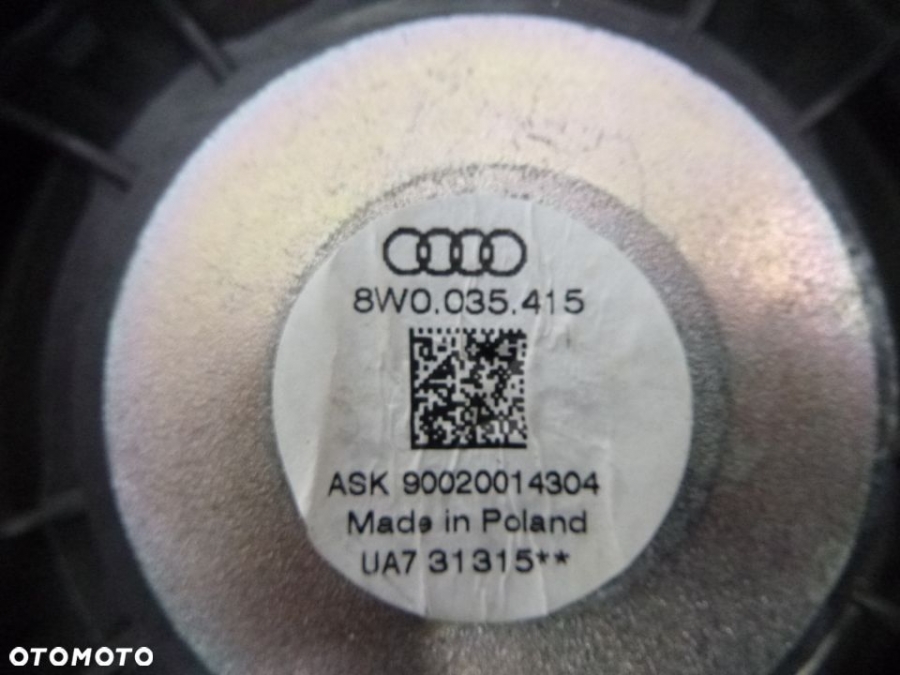 8W0.035.415
ASK 90020014304
Made in Poland
UA7 31315**
OTOMOTO